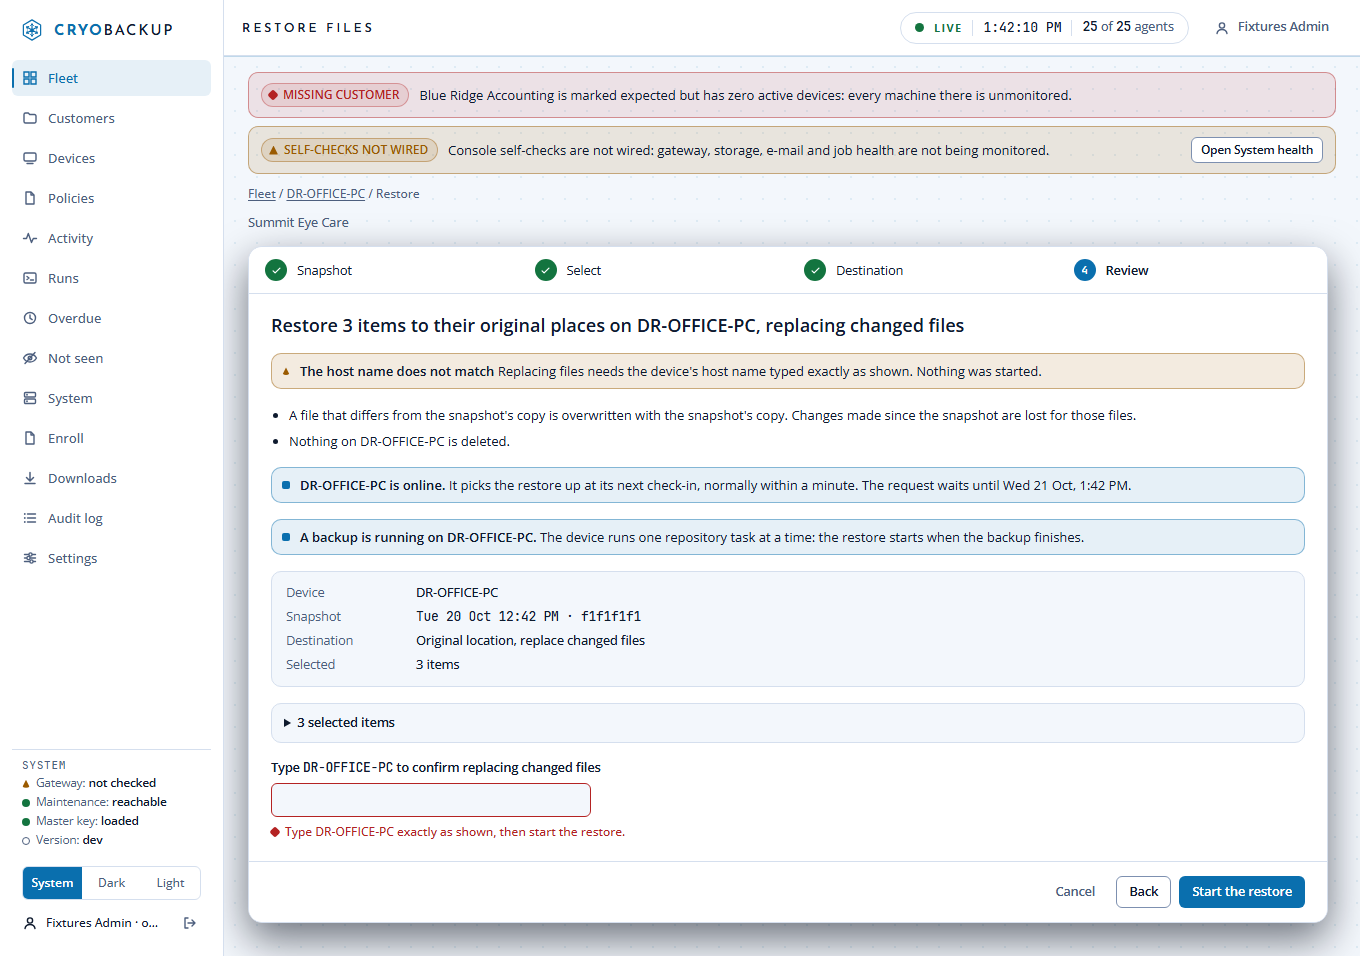 CRYOBACKUP
RESTORE FILES
LIVE 1:42:10 PM 25 of 25 agents
Fixtures Admin
Fleet
Customers
Devices
Policies
Activity
Runs
Overdue
Not seen
System
Enroll
Downloads
Audit log
Settings
MISSING CUSTOMER Blue Ridge Accounting is marked expected but has zero active devices: every machine there is unmonitored.
SELF-CHECKS NOT WIRED Console self-checks are not wired: gateway, storage, e-mail and job health are not being monitored. Open System health
Fleet / DR-OFFICE-PC / Restore
Summit Eye Care
Snapshot Select Destination 4 Review
Restore 3 items to their original places on DR-OFFICE-PC, replacing changed files
The host name does not match Replacing files needs the device's host name typed exactly as shown. Nothing was started.
A file that differs from the snapshot's copy is overwritten with the snapshot's copy. Changes made since the snapshot are lost for those files.
Nothing on DR-OFFICE-PC is deleted.
DR-OFFICE-PC is online. It picks the restore up at its next check-in, normally within a minute. The request waits until Wed 21 Oct, 1:42 PM.
A backup is running on DR-OFFICE-PC. The device runs one repository task at a time: the restore starts when the backup finishes.
Device DR-OFFICE-PC
Snapshot Tue 20 Oct 12:42 PM · f1f1f1f1
Destination Original location, replace changed files
Selected 3 items
3 selected items
Type DR-OFFICE-PC to confirm replacing changed files
Type DR-OFFICE-PC exactly as shown, then start the restore.
Cancel Back Start the restore
SYSTEM
Gateway: not checked
Maintenance: reachable
Master key: loaded
Version: dev
System Dark Light
Fixtures Admin · o...